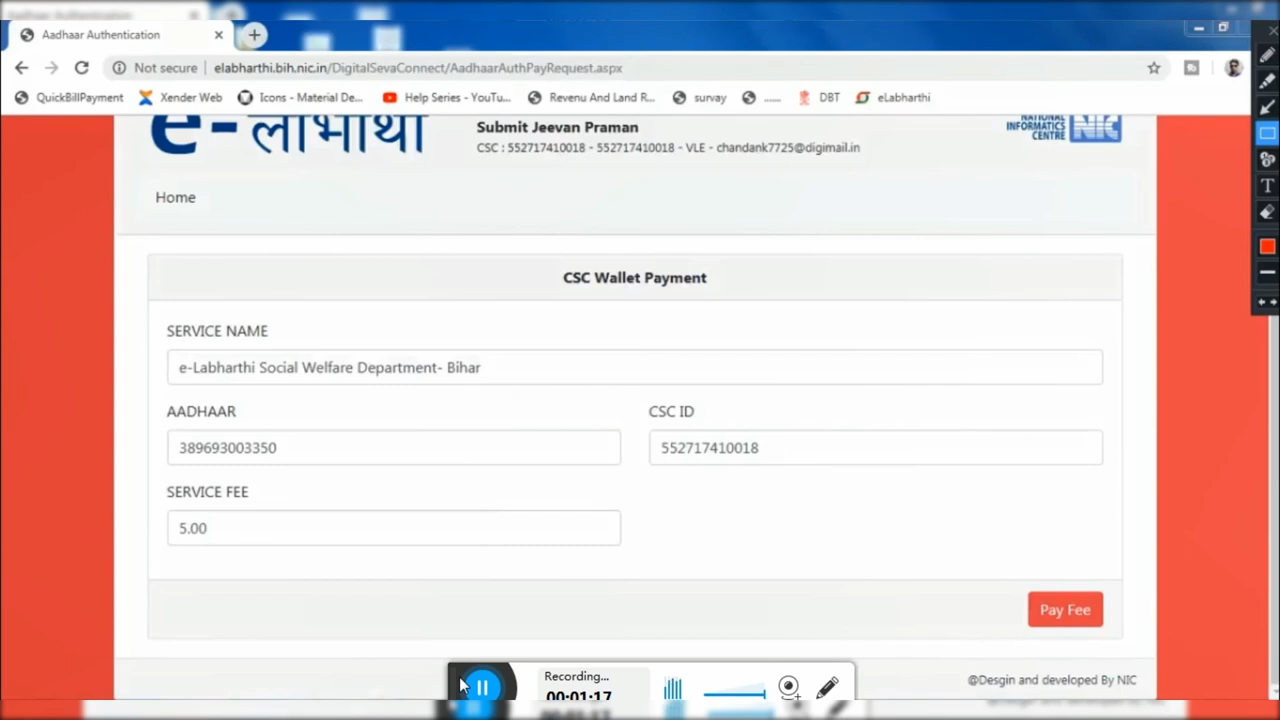 Aadhaar Authentication
Not secure | elabharthi.bih.nic.in/DigitalSevaConnect/AadhaarAuthPayRequest.aspx
QuickBillPayment Xender Web Icons - Material De... Help Series - YouTu... Revenu And Land R... survay ...... DBT eLabharthi
e-लाभार्थी
Submit Jeevan Praman
CSC : 552717410018 - 552717410018 - VLE - chandank7725@digimail.in
NATIONAL
INFORMATICS
CENTRE
NIC
Home
CSC Wallet Payment
SERVICE NAME
e-Labharthi Social Welfare Department- Bihar
AADHAAR CSC ID
389693003350 552717410018
SERVICE FEE
5.00
Pay Fee
Recording...
00:01:17
@Desgin and developed By NIC